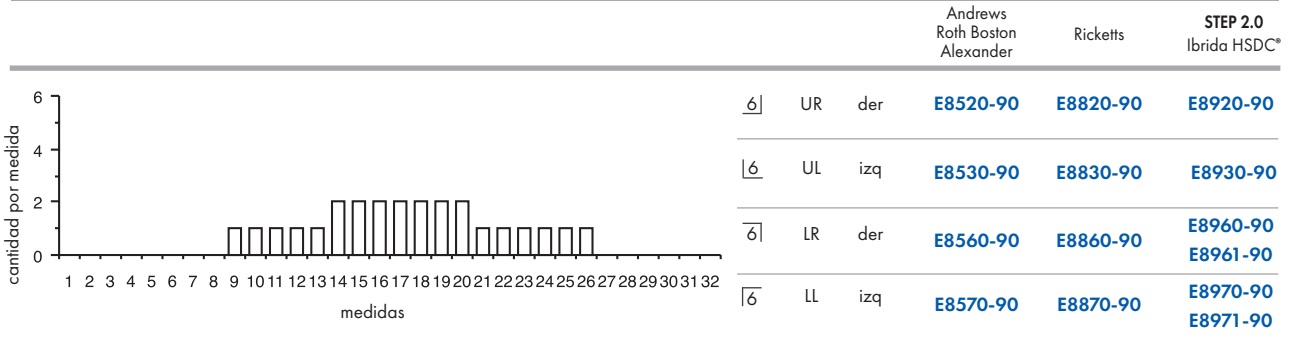 Andrews
Roth Boston
Alexander
Ricketts
STEP 2.0
Ibrida HSDC®
cantidad por medida
6
4
2
0
1 2 3 4 5 6 7 8 9 10 11 12 13 14 15 16 17 18 19 20 21 22 23 24 25 26 27 28 29 30 31 32
medidas
6 UR der E8520-90 E8820-90 E8920-90
6 UL izq E8530-90 E8830-90 E8930-90
6 LR der E8560-90 E8860-90 E8960-90
E8961-90
6 LL izq E8570-90 E8870-90 E8970-90
E8971-90